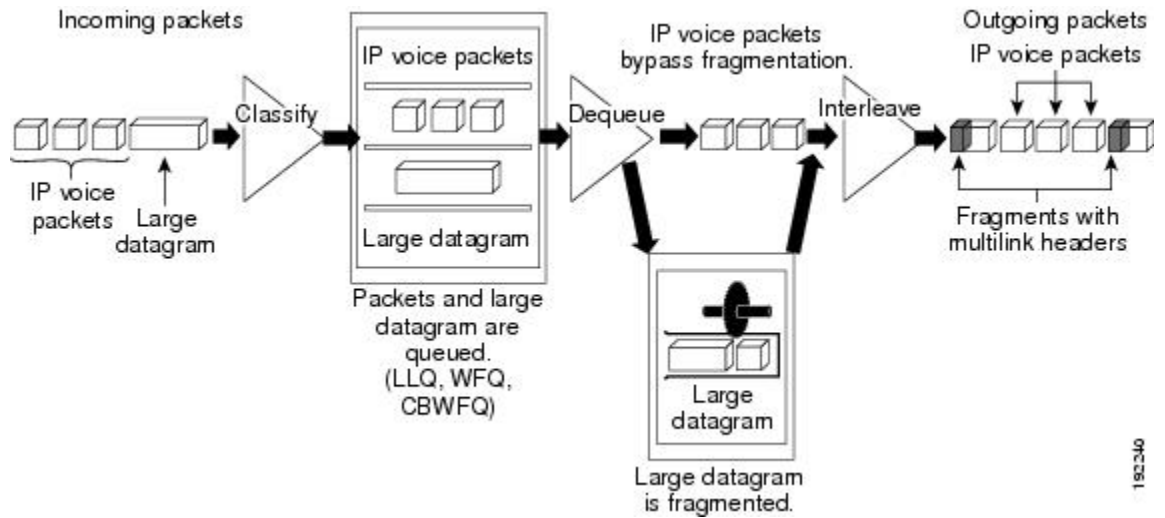 Incoming packets
IP voice packets
Large datagram
Classify
IP voice packets
Large datagram
Packets and large
datagram are
queued.
(LLQ, WFQ,
CBWFQ)
Dequeue
IP voice packets
bypass fragmentation.
Large
datagram
Large datagram
is fragmented.
Interleave
Outgoing packets
IP voice packets
Fragments with
multilink headers
192240